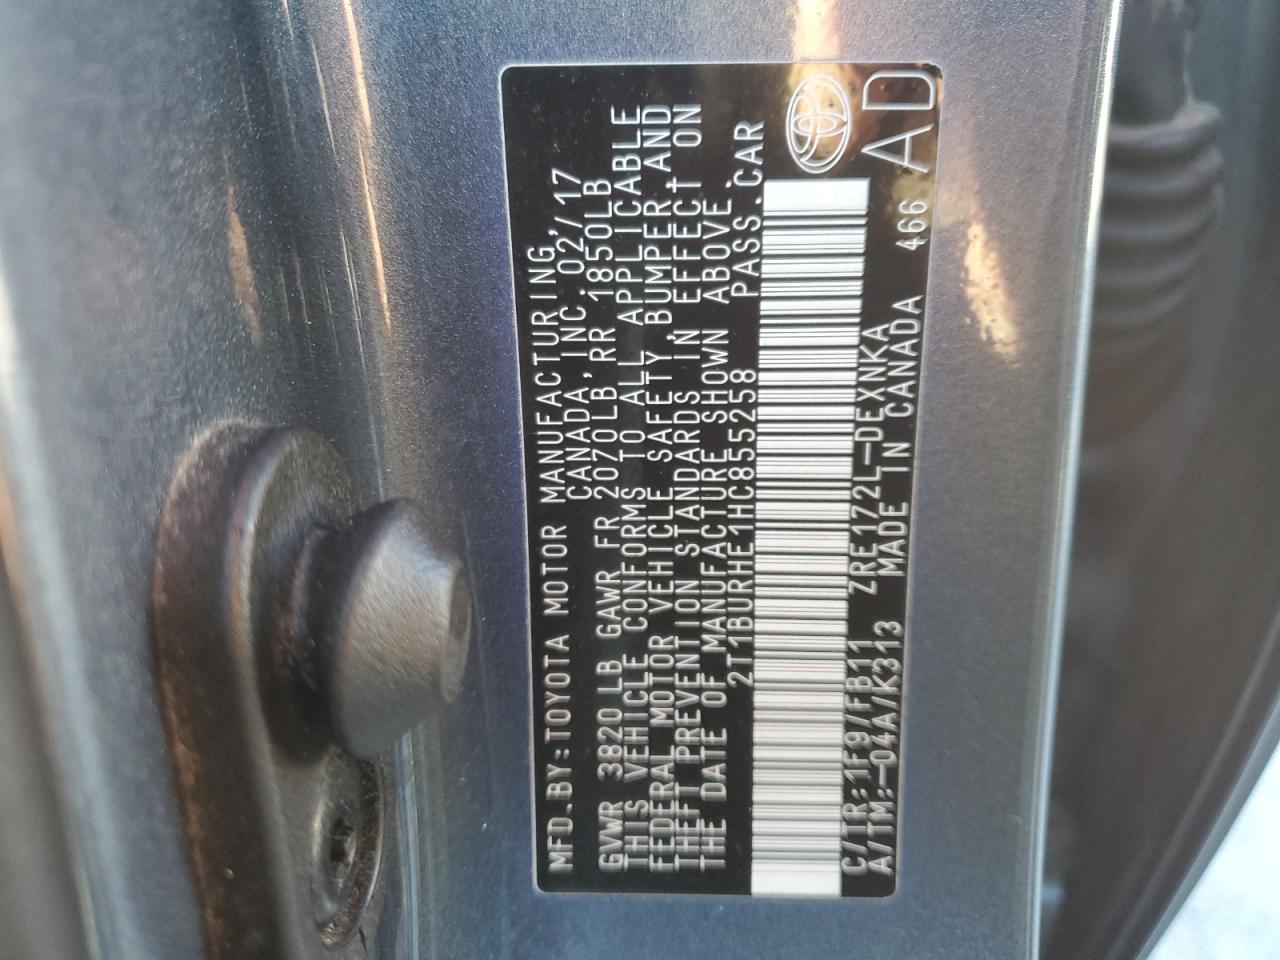 MFD.BY:TOYOTA MOTOR MANUFACTURING,
CANADA, INC. 02/17
GVWR 3820LB GAWR FR 2070LB, RR 1850LB
THIS VEHICLE CONFORMS TO ALL APPLICABLE
FEDERAL MOTOR VEHICLE SAFETY, BUMPER, AND
THEFT PREVENTION STANDARDS IN EFFECT ON
THE DATE OF MANUFACTURE SHOWN ABOVE.
2T1BURHE1HC855258 PASS.CAR
C/TR:1F9/FB11 ZRE172L-DEXNKA
A/TM:-04A/K313 MADE IN CANADA 466 AD